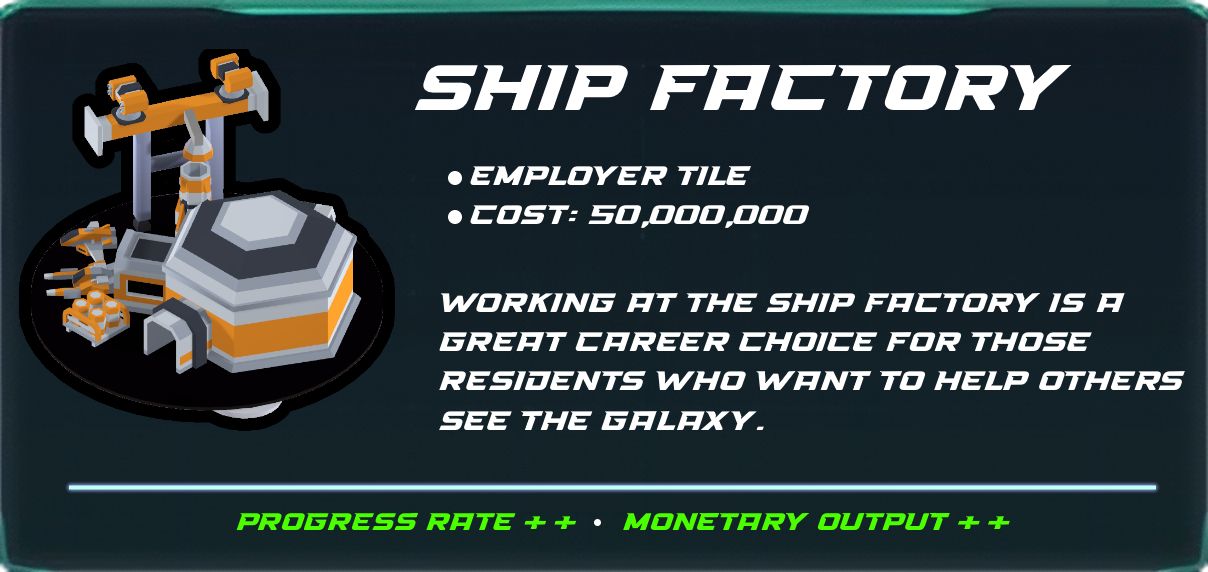 SHIP FACTORY
• EMPLOYER TILE
• COST: 50,000,000
WORKING AT THE SHIP FACTORY IS A
GREAT CAREER CHOICE FOR THOSE
RESIDENTS WHO WANT TO HELP OTHERS
SEE THE GALAXY.
PROGRESS RATE ++ • MONETARY OUTPUT ++